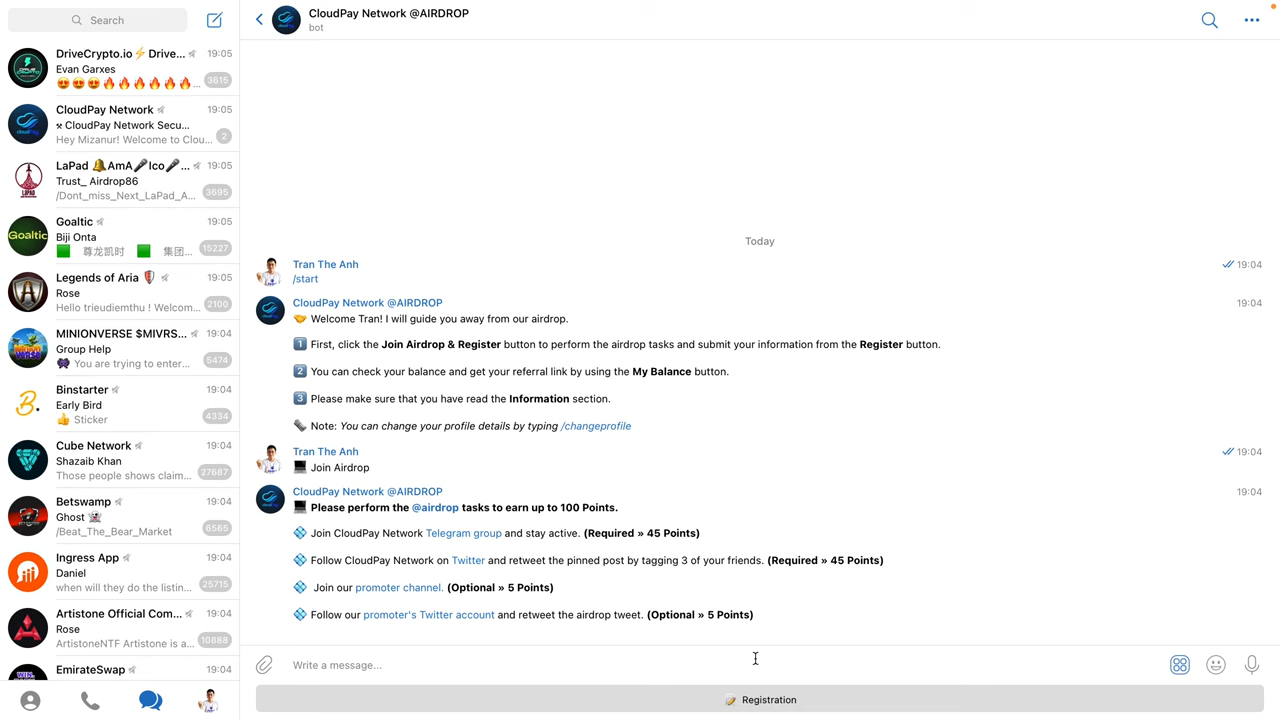 Search
DriveCrypto.io⚡Drive... 19:05
Evan Garxes
😍😍😍🔥🔥🔥🔥🔥... 3615
CloudPay Network 19:05
⚒ CloudPay Network Secu...
Hey Mizanur! Welcome to Clou... 2
LaPad 🔔AmA🎤Ico🎤... 19:05
Trust_ Airdrop86
/Dont_miss_Next_LaPad_A... 3695
Goaltic 19:05
Biji Onta
🟩 尊龙凯时 🟩 集团... 15227
Legends of Aria 19:05
Rose
Hello trieudiemthu ! Welcom... 2100
MINIONVERSE $MIVRS... 19:04
Group Help
👾 You are trying to enter... 5474
Binstarter 19:04
Early Bird
👍 Sticker 4334
Cube Network 19:04
Shazaib Khan
Those people shows claim... 27687
Betswamp 19:04
Ghost 👻
/Beat_The_Bear_Market 6565
Ingress App 19:04
Daniel
when will they do the listin... 25715
Artistone Official Com... 19:04
Rose
ArtistoneNTF Artistone is a... 10888
EmirateSwap 19:04
CloudPay Network @AIRDROP
bot
Today
Tran The Anh 19:04
/start
CloudPay Network @AIRDROP 19:04
🤝 Welcome Tran! I will guide you away from our airdrop.
1️⃣ First, click the Join Airdrop & Register button to perform the airdrop tasks and submit your information from the Register button.
2️⃣ You can check your balance and get your referral link by using the My Balance button.
3️⃣ Please make sure that you have read the Information section.
🗞 Note: You can change your profile details by typing /changeprofile
Tran The Anh 19:04
💻 Join Airdrop
CloudPay Network @AIRDROP 19:04
💻 Please perform the @airdrop tasks to earn up to 100 Points.
💠 Join CloudPay Network Telegram group and stay active. (Required » 45 Points)
💠 Follow CloudPay Network on Twitter and retweet the pinned post by tagging 3 of your friends. (Required » 45 Points)
💠 Join our promoter channel. (Optional » 5 Points)
💠 Follow our promoter's Twitter account and retweet the airdrop tweet. (Optional » 5 Points)
Write a message...
📝 Registration